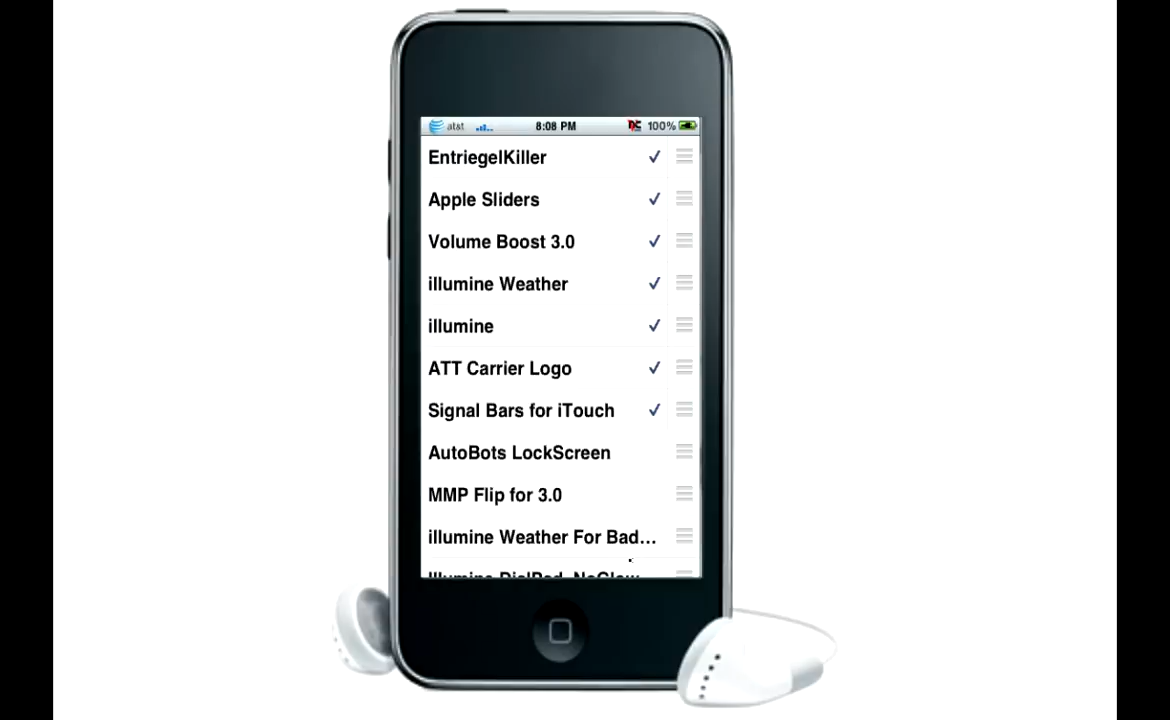 at&t 8:08 PM 100%
EntriegelKiller
Apple Sliders
Volume Boost 3.0
illumine Weather
illumine
ATT Carrier Logo
Signal Bars for iTouch
AutoBots LockScreen
MMP Flip for 3.0
illumine Weather For Bad...